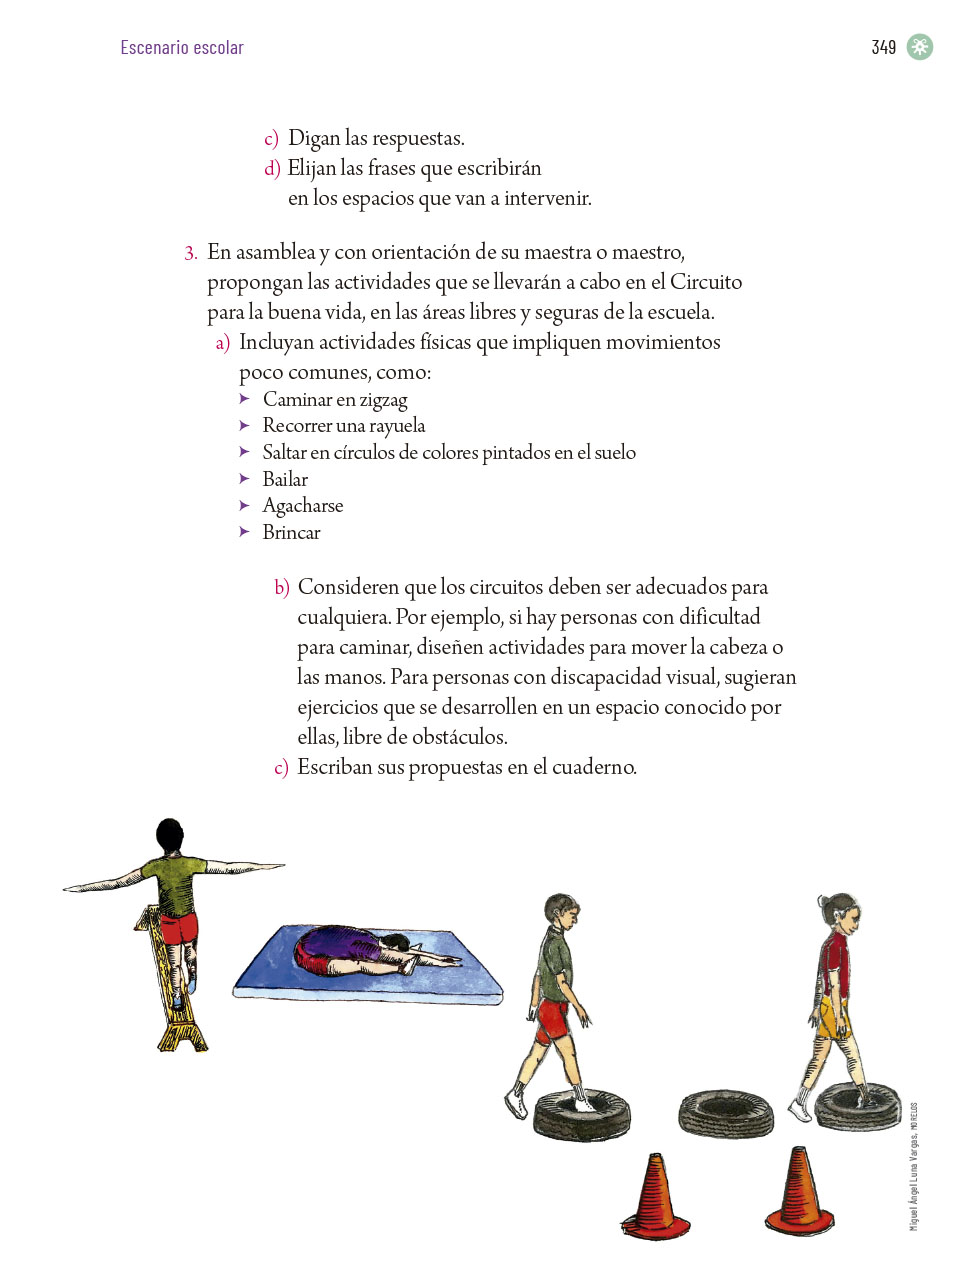 Escenario escolar
349
c) Digan las respuestas.
d) Elijan las frases que escribirán
en los espacios que van a intervenir.
3. En asamblea y con orientación de su maestra o maestro,
propongan las actividades que se llevarán a cabo en el Circuito
para la buena vida, en las áreas libres y seguras de la escuela.
a) Incluyan actividades físicas que impliquen movimientos
poco comunes, como:
➤ Caminar en zigzag
➤ Recorrer una rayuela
➤ Saltar en círculos de colores pintados en el suelo
➤ Bailar
➤ Agacharse
➤ Brincar
b) Consideren que los circuitos deben ser adecuados para
cualquiera. Por ejemplo, si hay personas con dificultad
para caminar, diseñen actividades para mover la cabeza o
las manos. Para personas con discapacidad visual, sugieran
ejercicios que se desarrollen en un espacio conocido por
ellas, libre de obstáculos.
c) Escriban sus propuestas en el cuaderno.
Miguel Ángel Luna Vargas, MORELOS